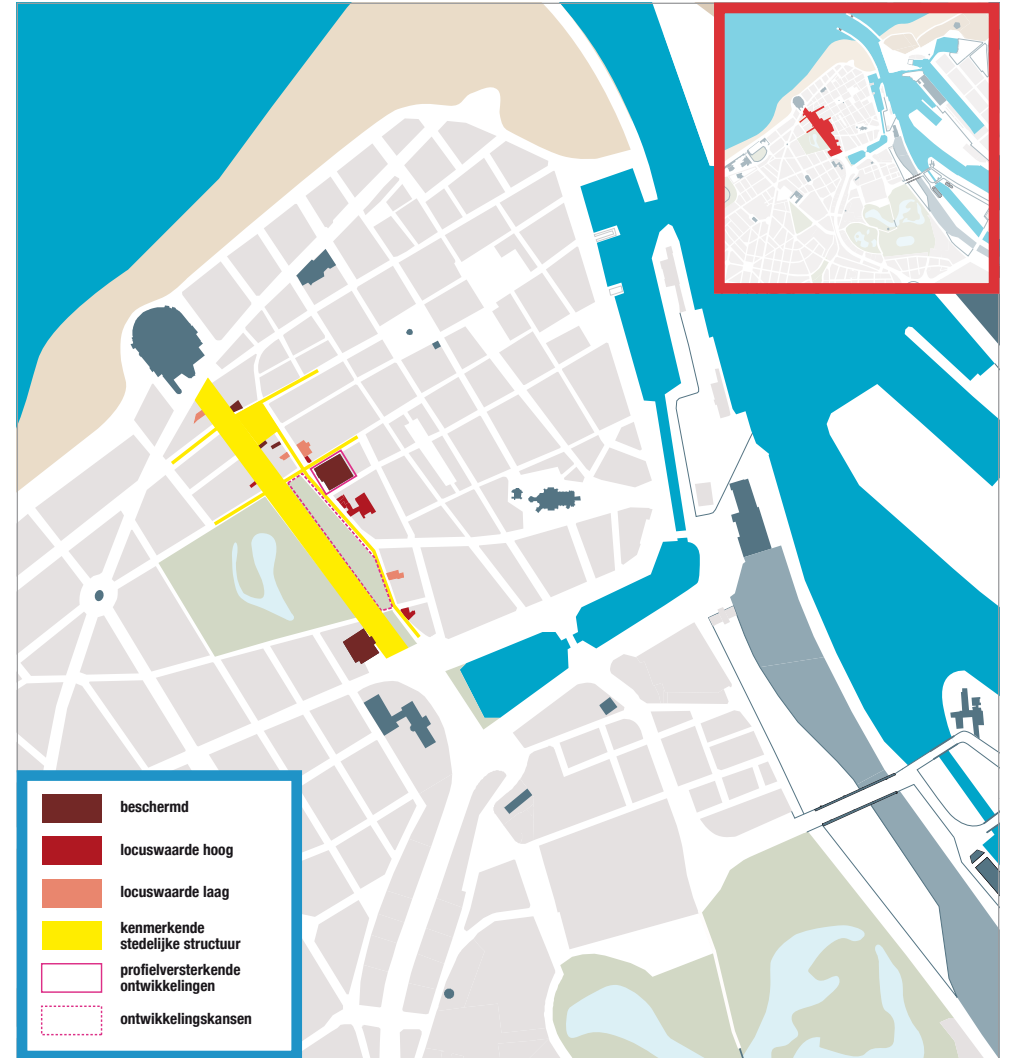 beschermd
locuswaarde hoog
locuswaarde laag
kenmerkende
stedelijke structuur
profielversterkende
ontwikkelingen
ontwikkelingskansen